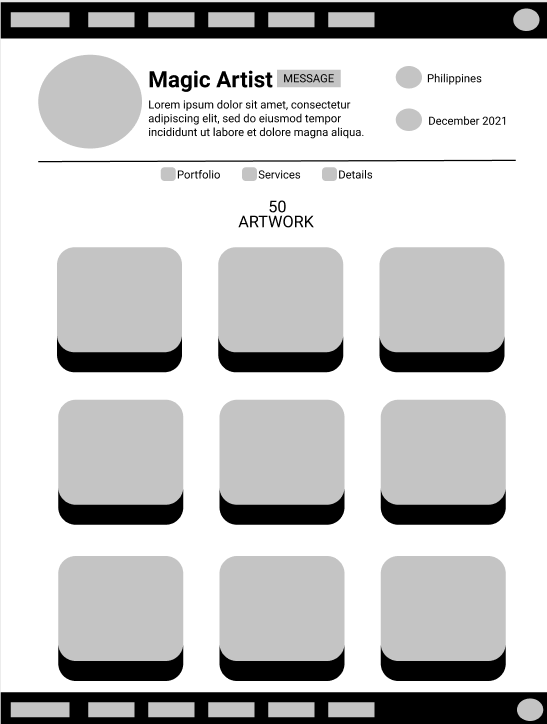 Magic Artist MESSAGE
Lorem ipsum dolor sit amet, consectetur
adipiscing elit, sed do eiusmod tempor
incididunt ut labore et dolore magna aliqua.
Philippines
December 2021
Portfolio Services Details
50
ARTWORK